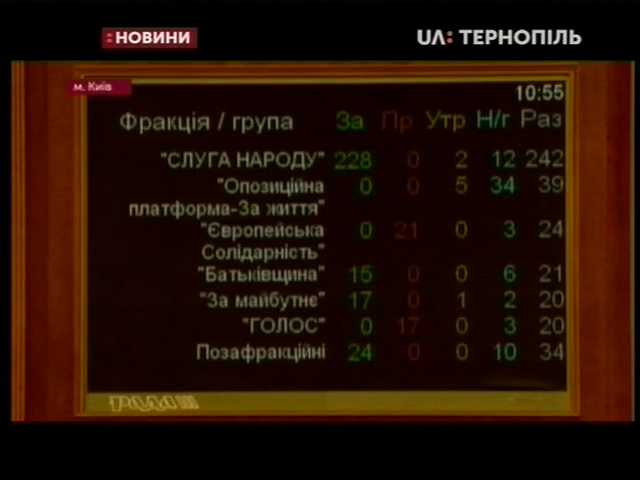 :НОВИНИ
UA: ТЕРНОПІЛЬ
м. Київ
10:55
Фракція / група За Пр Утр Н/г Раз
"СЛУГА НАРОДУ" 228 0 2 12 242
"Опозиційна 0 0 5 34 39
платформа-За життя"
"Європейська 0 21 0 3 24
Солідарність"
"Батьківщина" 15 0 0 6 21
"За майбутнє" 17 0 1 2 20
"ГОЛОС" 0 17 0 3 20
Позафракційні 24 0 0 10 34
РАДА